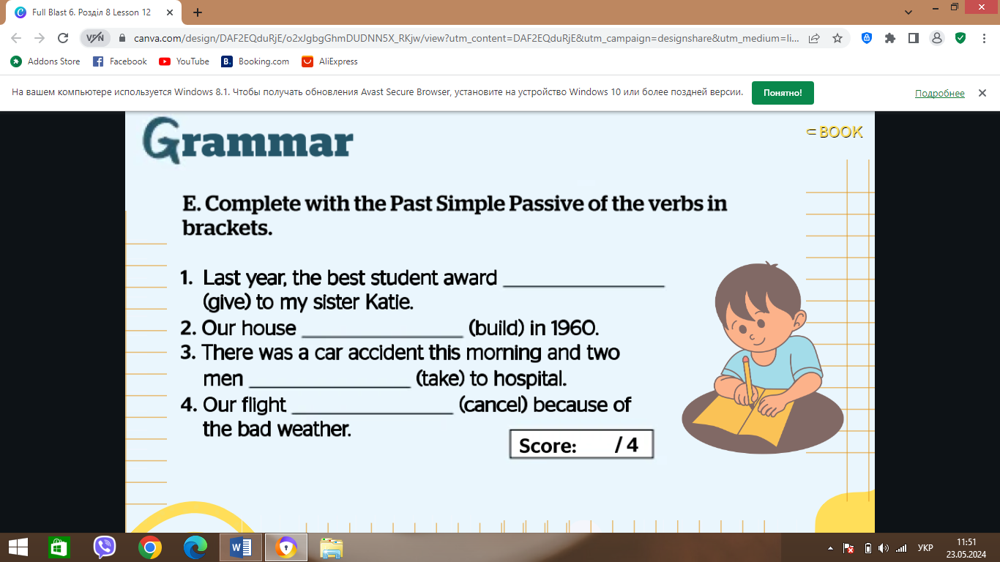 Full Blast 6. Розділ 8 Lesson 12
VPN
canva.com/design/DAF2EQduRjE/o2xJgbgGhmDUDNN5X_RKjw/view?utm_content=DAF2EQduRjE&utm_campaign=designshare&utm_medium=li...
Addons Store Facebook YouTube B. Booking.com AliExpress
На вашем компьютере используется Windows 8.1. Чтобы получать обновления Avast Secure Browser, установите на устройство Windows 10 или более поздней версии. Понятно! Подробнее
Grammar
BOOK
E. Complete with the Past Simple Passive of the verbs in
brackets.
1. Last year, the best student award ________________
(give) to my sister Katie.
2. Our house ________________ (build) in 1960.
3. There was a car accident this morning and two
men ________________ (take) to hospital.
4. Our flight ________________ (cancel) because of
the bad weather.
Score: / 4
УКР
11:51
23.05.2024